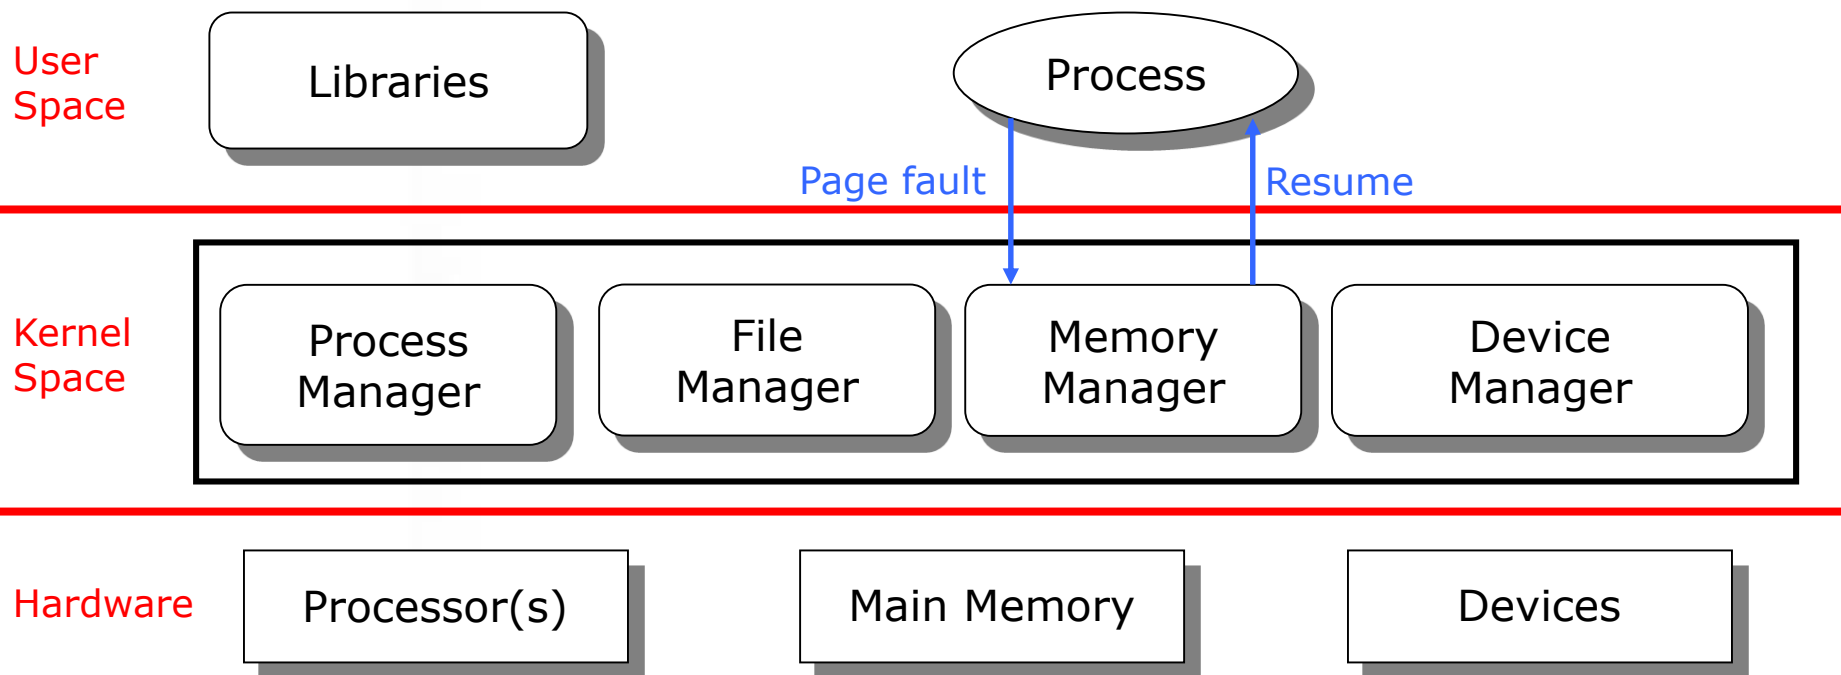 User
Space
Libraries
Process
Page fault
Resume
Kernel
Space
Process
Manager
File
Manager
Memory
Manager
Device
Manager
Hardware
Processor(s)
Main Memory
Devices